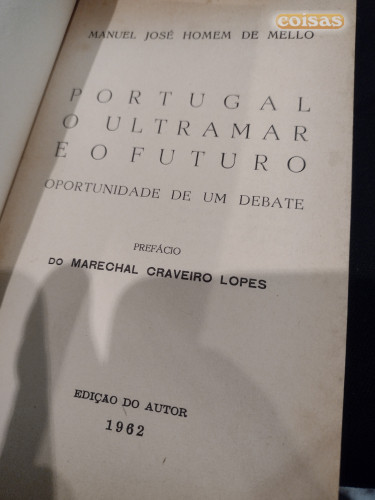 coisas
MANUEL JOSÉ HOMEM DE MELLO
PORTUGAL
O ULTRAMAR
E O FUTURO
OPORTUNIDADE DE UM DEBATE
PREFÁCIO
DO MARECHAL CRAVEIRO LOPES
EDIÇÃO DO AUTOR
1962